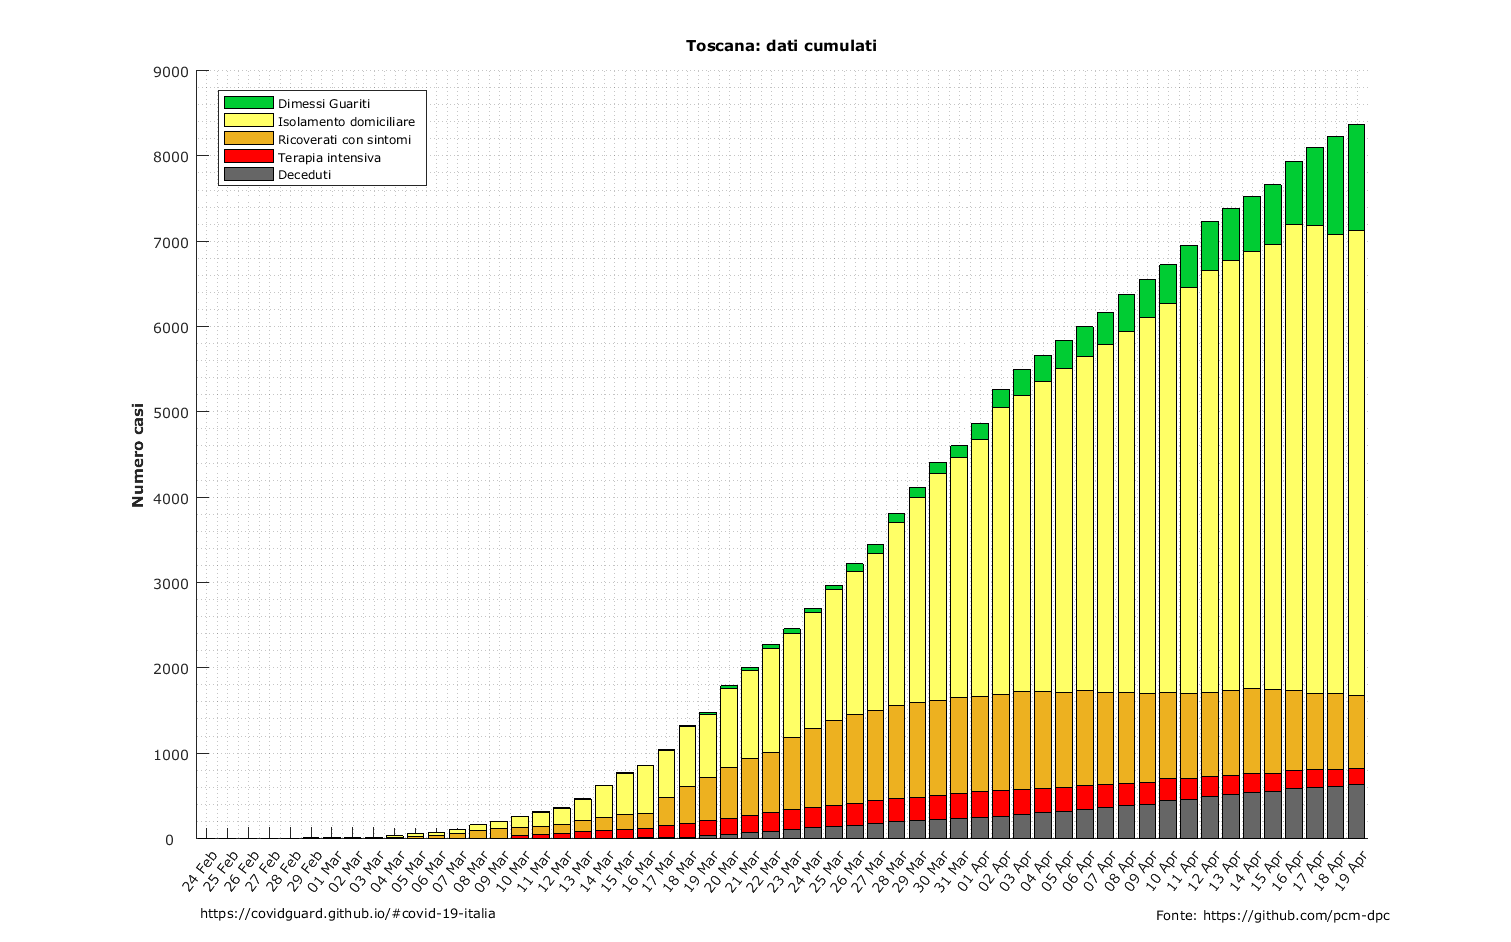 Toscana: dati cumulati
9000
8000
7000
6000
5000
4000
3000
2000
1000
0
Numero casi
Dimessi Guariti
Isolamento domiciliare
Ricoverati con sintomi
Terapia intensiva
Deceduti
24 Feb
25 Feb
26 Feb
27 Feb
28 Feb
29 Feb
01 Mar
02 Mar
03 Mar
04 Mar
05 Mar
06 Mar
07 Mar
08 Mar
09 Mar
10 Mar
11 Mar
12 Mar
13 Mar
14 Mar
15 Mar
16 Mar
17 Mar
18 Mar
19 Mar
20 Mar
21 Mar
22 Mar
23 Mar
24 Mar
25 Mar
26 Mar
27 Mar
28 Mar
29 Mar
30 Mar
31 Mar
01 Apr
02 Apr
03 Apr
04 Apr
05 Apr
06 Apr
07 Apr
08 Apr
09 Apr
10 Apr
11 Apr
12 Apr
13 Apr
14 Apr
15 Apr
16 Apr
17 Apr
18 Apr
19 Apr
https://covidguard.github.io/#covid-19-italia
Fonte: https://github.com/pcm-dpc